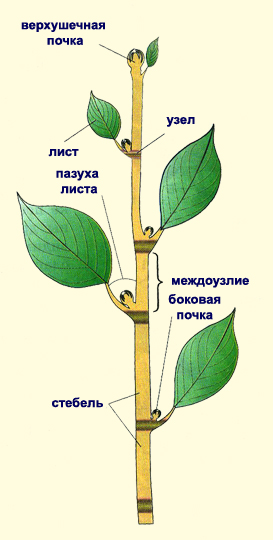 верхушечная
почка
узел
лист
пазуха
листа
междоузлие
боковая
почка
стебель